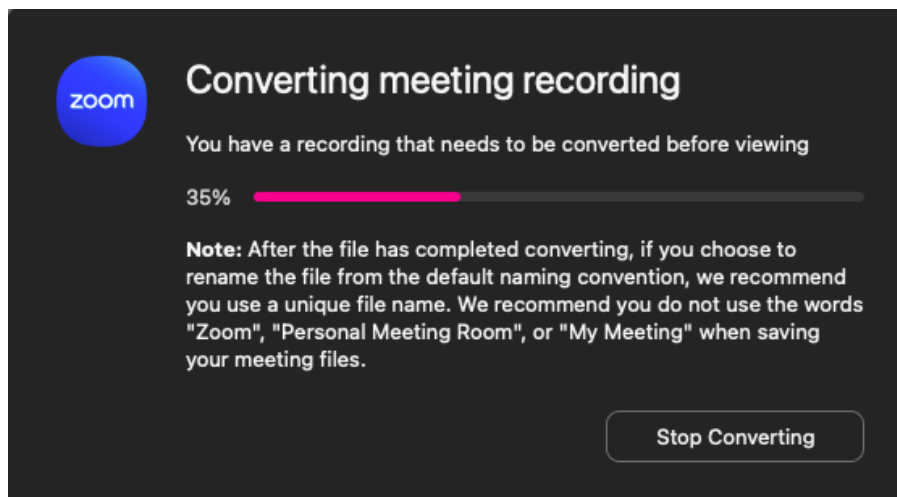 zoom
Converting meeting recording
You have a recording that needs to be converted before viewing
35%
Note: After the file has completed converting, if you choose to
rename the file from the default naming convention, we recommend
you use a unique file name. We recommend you do not use the words
"Zoom", "Personal Meeting Room", or "My Meeting" when saving
your meeting files.
Stop Converting